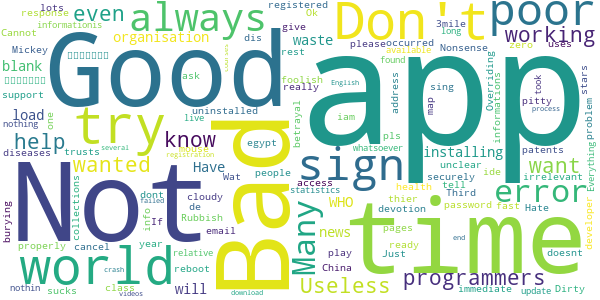 lots Cannot response registered Ok
informationis always even Don't poor
Mickey organisation give 3mile occurred long
blank waste please Nonsense working
support dis rest uses
Good available zero
nothing one try ask foolish found stars
load really address Overriding informations problem
uninstalled English map took
help know live betrayal sing pitty process
diseases trusts Have egypt iam pls developer
wanted mouse whatsoever installing patents
Not Bad app sign unclear ide irrelevant
registration several people statistics securely want Everything
burying collections dont Wat access health tell Third
info failed cloudy de Many WHO thier devotion password fast error
If Rubbish email news pages Hate
properly year play ready Just doesnt
world cancel relative China time
crash reboot will Useless end programmers
nothin sucks class videos download immediate update Dirty
courses